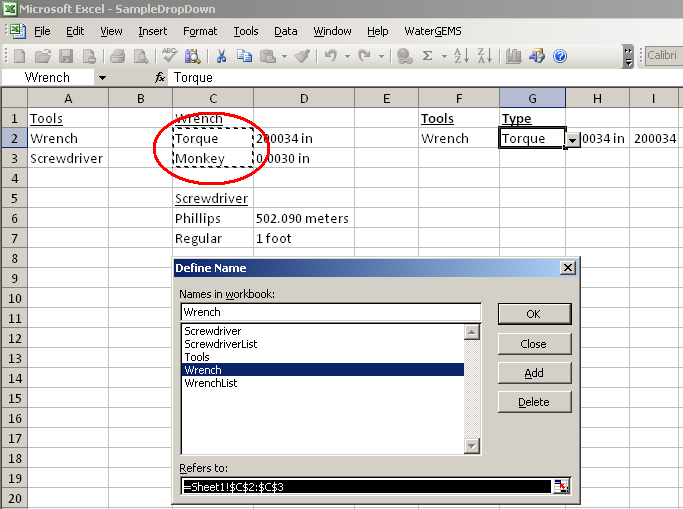 Microsoft Excel - SampleDropDown
File Edit View Insert Format Tools Data Window Help WaterGEMS
Calibri
Wrench fx Torque
A B C D E F G H I
1 Tools Wrench Tools Type
2 Wrench Torque 200034 in Wrench Torque 0034 in 200034
3 Screwdriver Monkey 0.0030 in
4
5 Screwdriver
6 Phillips 502.090 meters
7 Regular 1 foot
8
9
10
11
12
13
14
15
16
17
18
19
20
Define Name
Names in workbook:
Wrench
OK
Screwdriver
ScrewdriverList
Tools
Wrench
WrenchList
Close
Add
Delete
Refers to:
=Sheet1!$C$2:$C$3